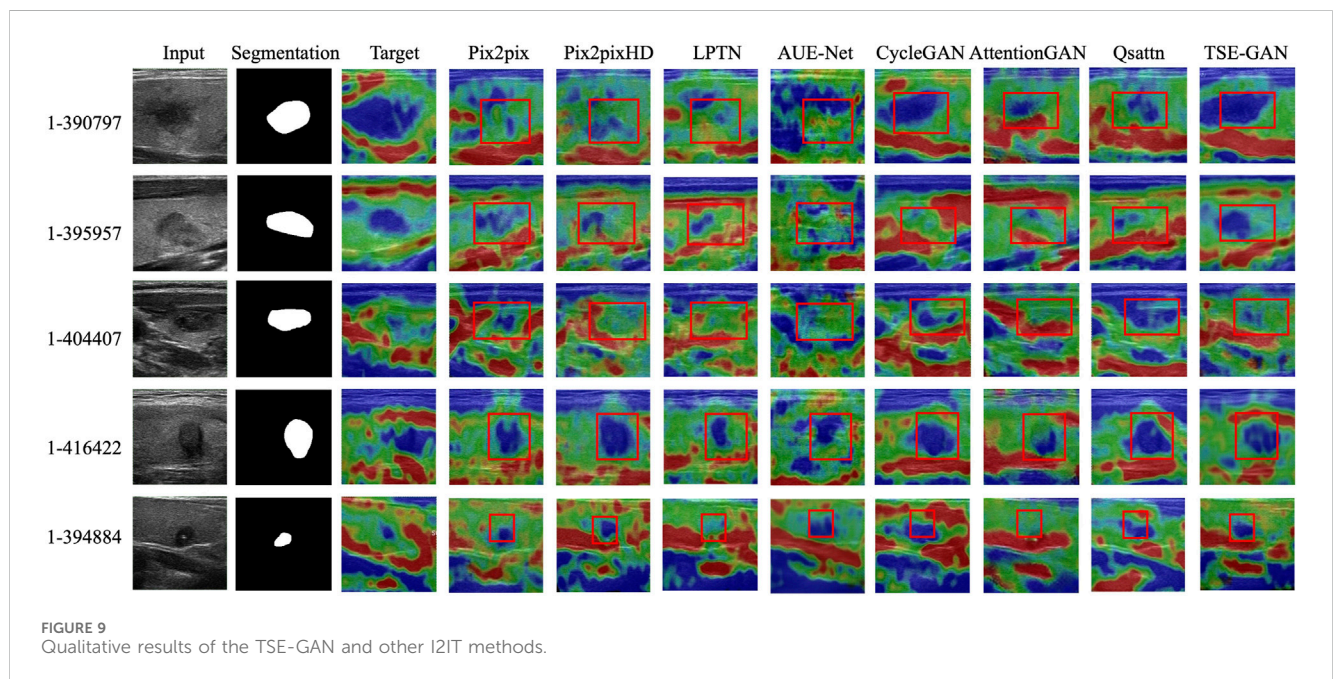 Input Segmentation Target Pix2pix Pix2pixHD LPTN AUE-Net CycleGAN AttentionGAN Qsattn TSE-GAN
1-390797
1-395957
1-404407
1-416422
1-394884
FIGURE 9
Qualitative results of the TSE-GAN and other I2IT methods.